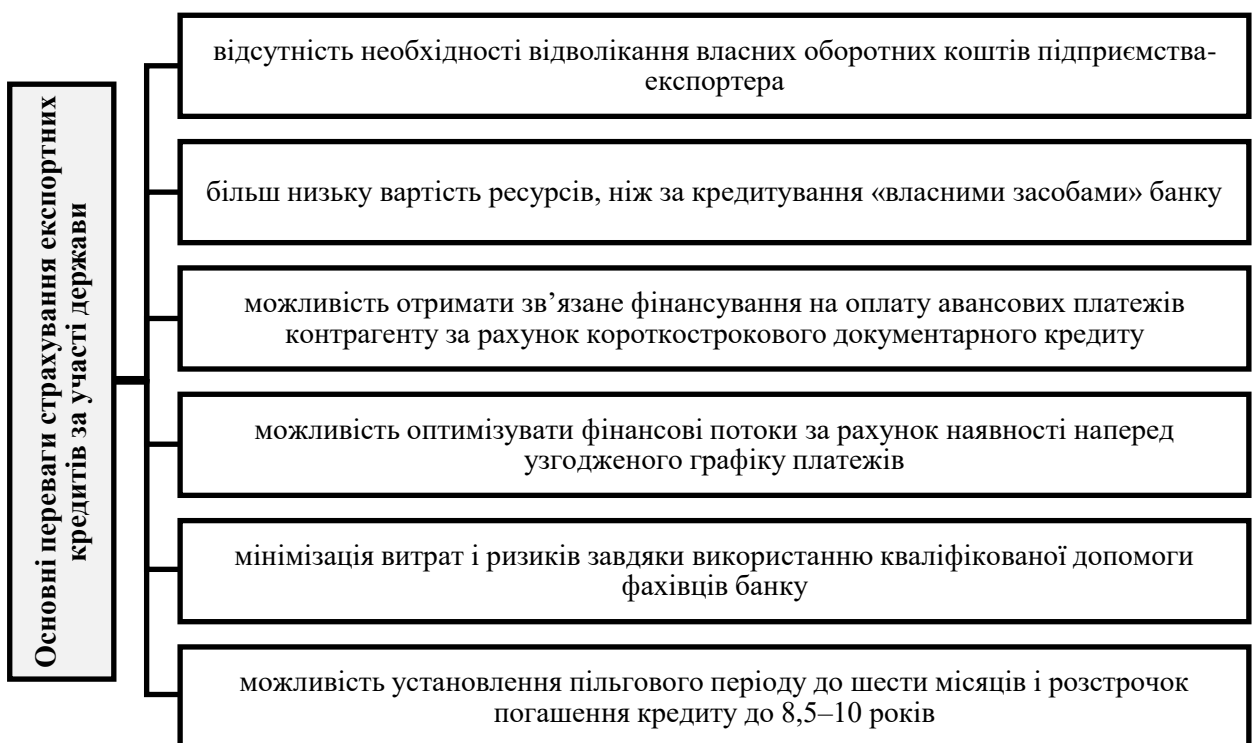 Основні переваги страхування експортних
кредитів за участі держави
відсутність необхідності відволікання власних оборотних коштів підприємства-
експортера
більш низьку вартість ресурсів, ніж за кредитування «власними засобами» банку
можливість отримати зв’язане фінансування на оплату авансових платежів
контрагенту за рахунок короткострокового документарного кредиту
можливість оптимізувати фінансові потоки за рахунок наявності наперед
узгодженого графіку платежів
мінімізація витрат і ризиків завдяки використанню кваліфікованої допомоги
фахівців банку
можливість установлення пільгового періоду до шести місяців і розстрочок
погашення кредиту до 8,5–10 років